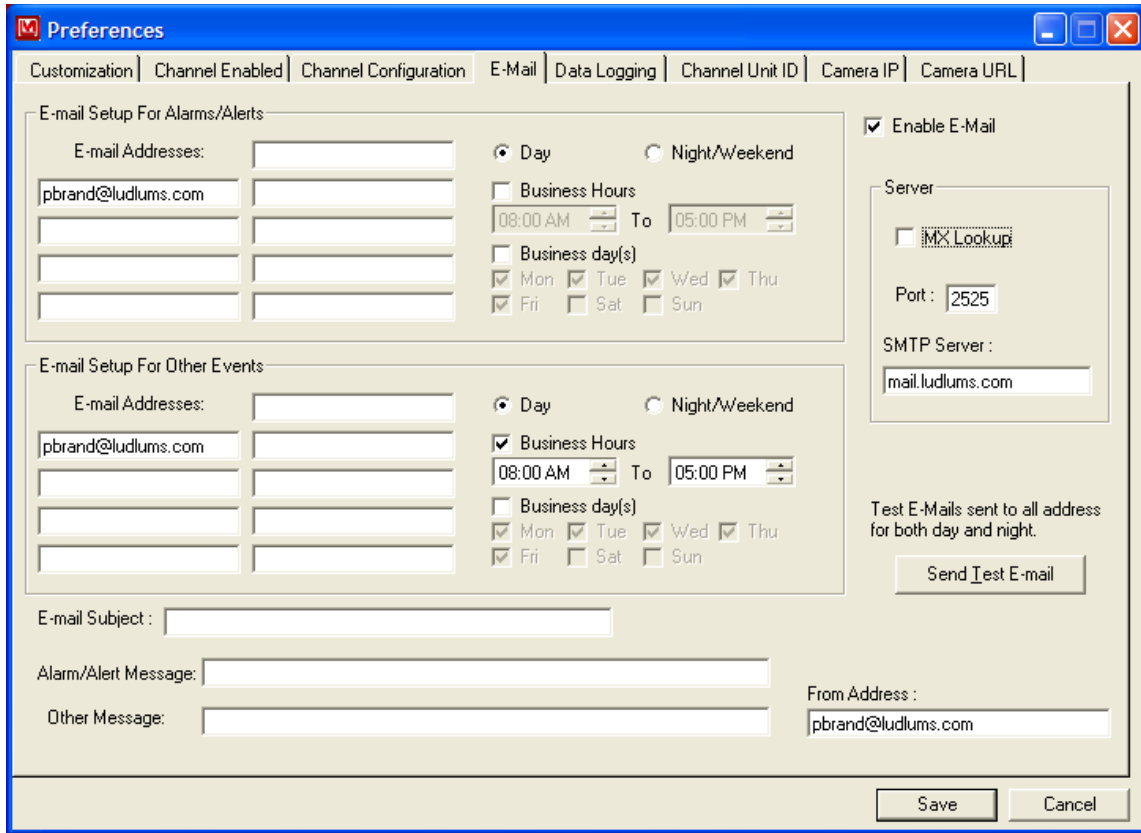 Preferences
Customization Channel Enabled Channel Configuration E-Mail Data Logging Channel Unit ID Camera IP Camera URL
E-mail Setup For Alarms/Alerts
E-mail Addresses:
pbrand@ludlums.com
Day Night/Weekend
Business Hours
08:00 AM To 05:00 PM
Business day(s)
Mon Tue Wed Thu
Fri Sat Sun
E-mail Setup For Other Events
E-mail Addresses:
pbrand@ludlums.com
Day Night/Weekend
Business Hours
08:00 AM To 05:00 PM
Business day(s)
Mon Tue Wed Thu
Fri Sat Sun
Enable E-Mail
Server
MX Lookup
Port : 2525
SMTP Server :
mail.ludlums.com
Test E-Mails sent to all address
for both day and night.
Send Test E-mail
E-mail Subject :
Alarm/Alert Message:
Other Message:
From Address :
pbrand@ludlums.com
Save Cancel